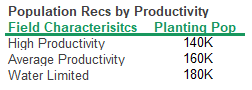 Population Recs by Productivity
Field Characterisitcs Planting Pop
High Productivity 140K
Average Productivity 160K
Water Limited 180K